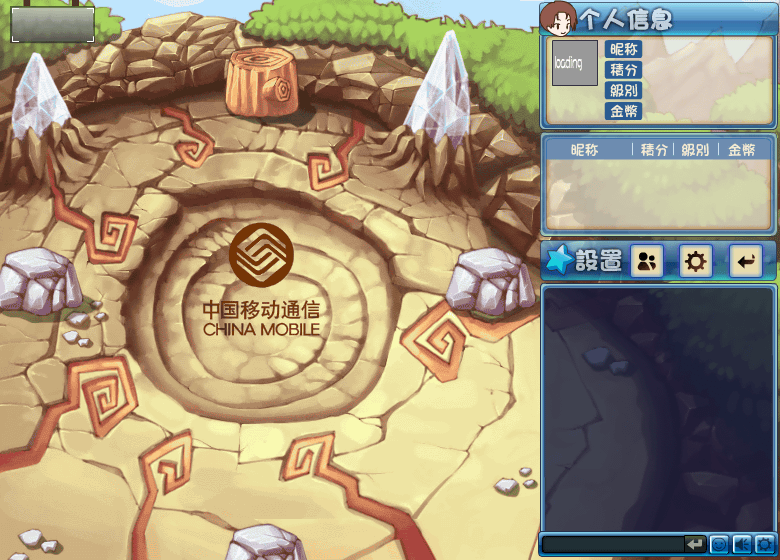 个人信息
loading
昵称
積分
級別
金幣
昵称 積分 級別 金幣
設置
中国移动通信
CHINA MOBILE